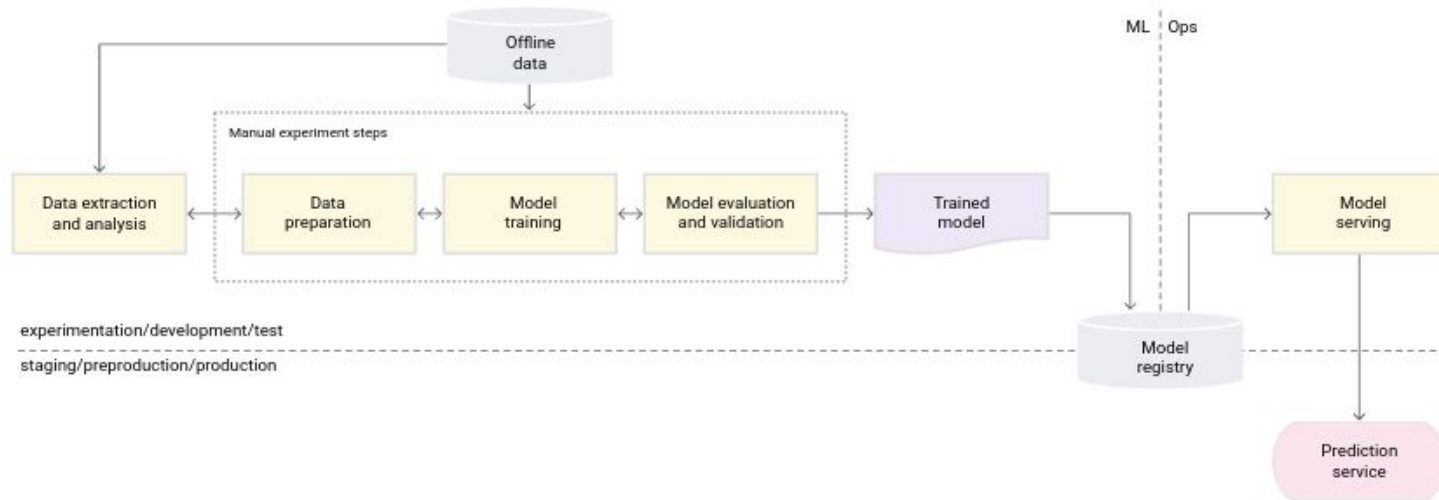 Offline
data
ML
Ops
Manual experiment steps
Data extraction
and analysis
Data
preparation
Model
training
Model evaluation
and validation
Trained
model
Model
serving
experimentation/development/test
staging/preproduction/production
Model
registry
Prediction
service